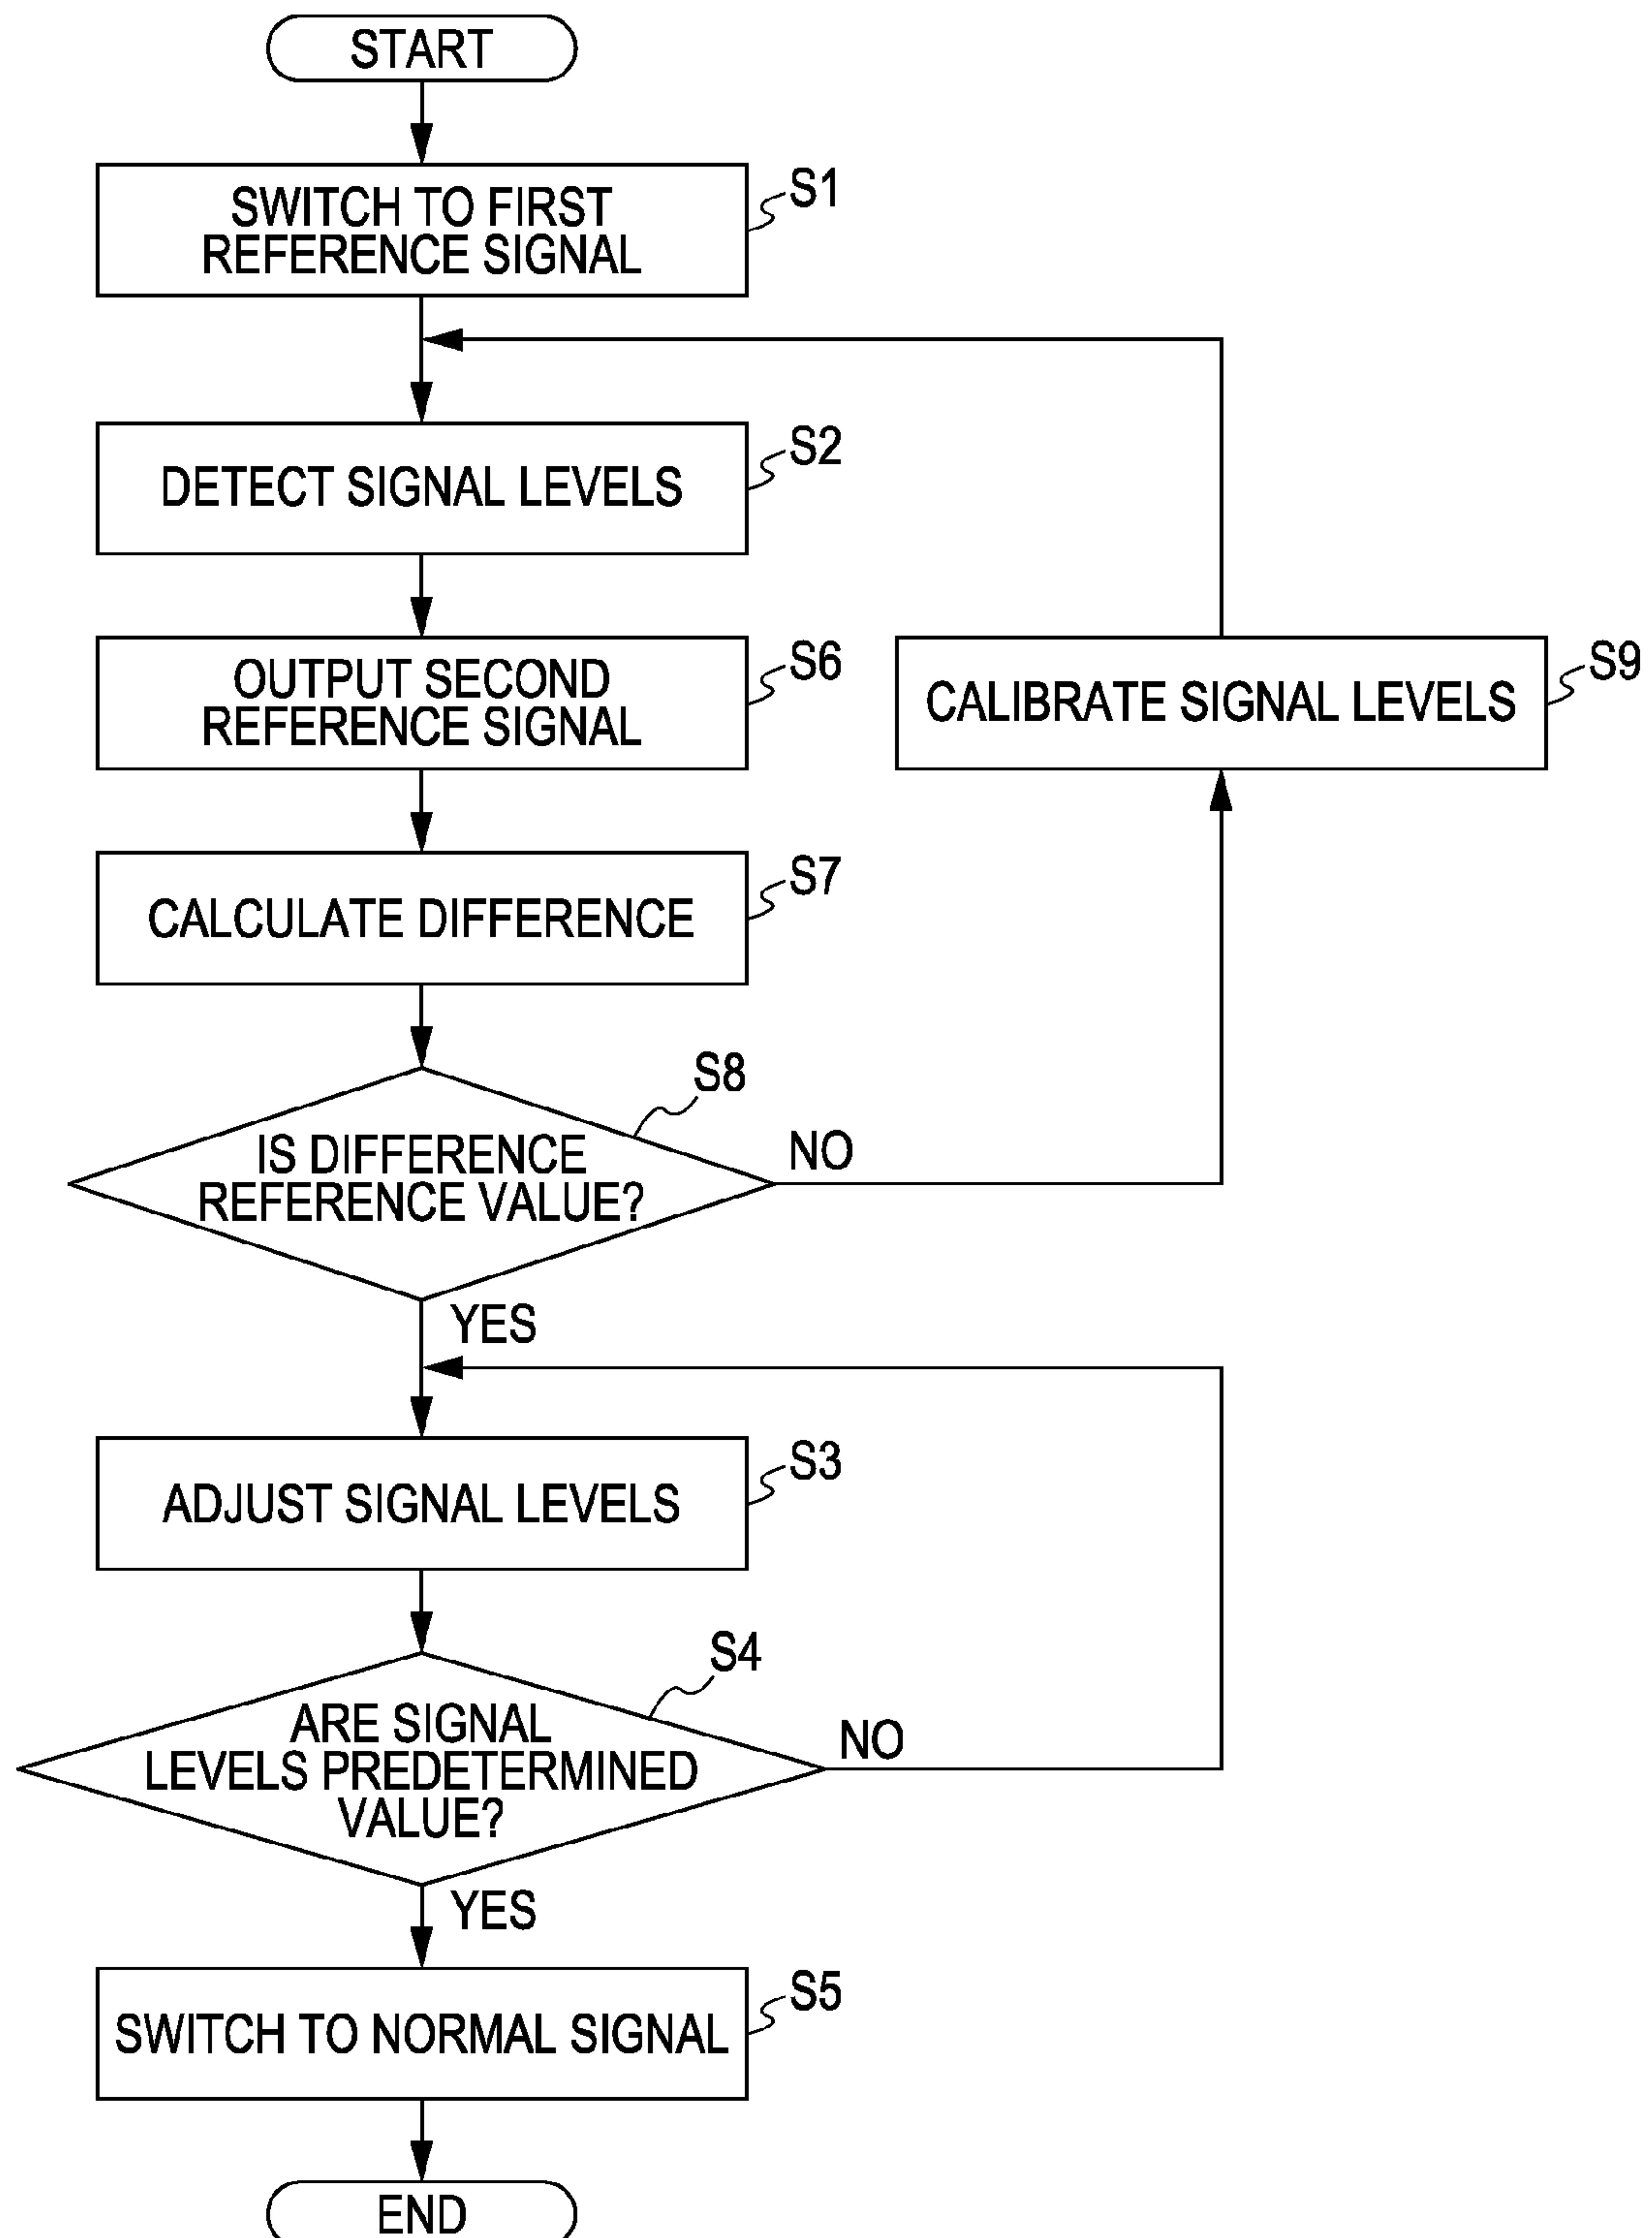 START
SWITCH TO FIRST
REFERENCE SIGNAL
S1
DETECT SIGNAL LEVELS
S2
OUTPUT SECOND
REFERENCE SIGNAL
S6
CALIBRATE SIGNAL LEVELS
S9
CALCULATE DIFFERENCE
S7
S8
IS DIFFERENCE
REFERENCE VALUE?
NO
YES
ADJUST SIGNAL LEVELS
S3
S4
ARE SIGNAL
LEVELS PREDETERMINED
VALUE?
NO
YES
SWITCH TO NORMAL SIGNAL
S5
END